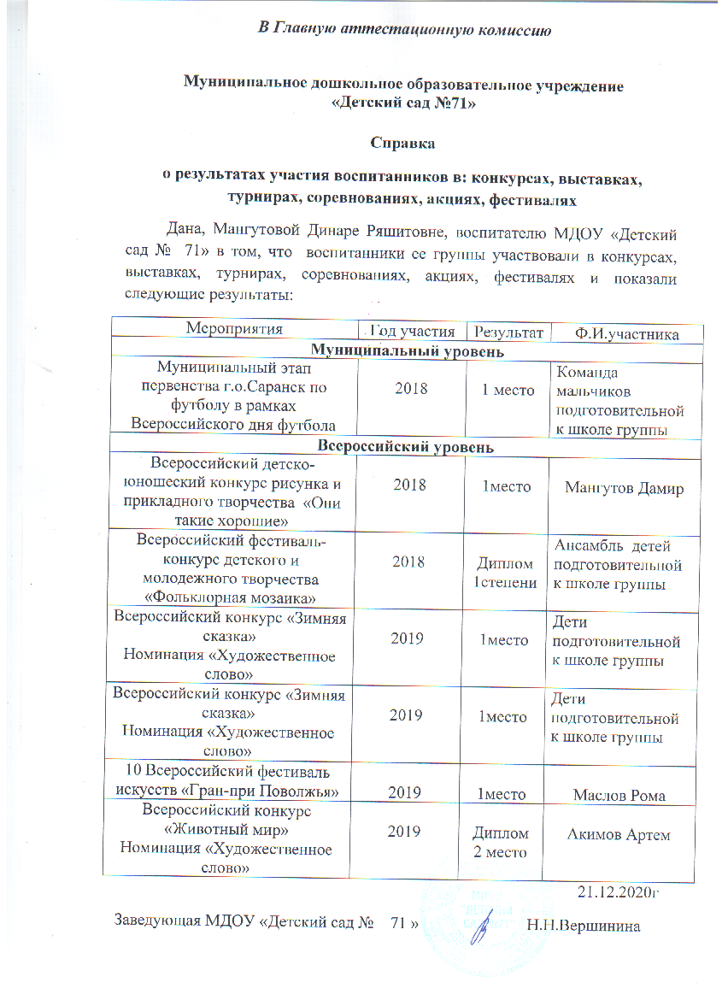 В Главную аттестационную комиссию
Муниципальное дошкольное образовательное учреждение
«Детский сад №71»
Справка
о результатах участия воспитанников в: конкурсах, выставках,
турнирах, соревнованиях, акциях, фестивалях
Дана, Мангутовой Динаре Ряшитовне, воспитателю МДОУ «Детский
сад № 71» в том, что воспитанники ее группы участвовали в конкурсах,
выставках, турнирах, соревнованиях, акциях, фестивалях и показали
следующие результаты:
Мероприятия Год участия Результат Ф.И.участника
Муниципальный уровень
Муниципальный этап
первенства г.о.Саранск по
футболу в рамках
Всероссийского дня футбола
2018
1 место
Команда
мальчиков
подготовительной
к школе группы
Всероссийский уровень
Всероссийский детско-
юношеский конкурс рисунка и
прикладного творчества «Они
такие хорошие»
2018
1место
Мангутов Дамир
Всероссийский фестиваль-
конкурс детского и
молодежного творчества
«Фольклорная мозаика»
2018
Диплом
1степени
Ансамбль детей
подготовительной
к школе группы
Всероссийский конкурс «Зимняя
сказка»
Номинация «Художественное
слово»
2019
1место
Дети
подготовительной
к школе группы
Всероссийский конкурс «Зимняя
сказка»
Номинация «Художественное
слово»
2019
1место
Дети
подготовительной
к школе группы
10 Всероссийский фестиваль
искусств «Гран-при Поволжья»
2019
1место
Маслов Рома
Всероссийский конкурс
«Животный мир»
Номинация «Художественное
слово»
2019
Диплом
2 место
Акимов Артем
21.12.2020г
Заведующая МДОУ «Детский сад № 71 » Н.Н.Вершинина